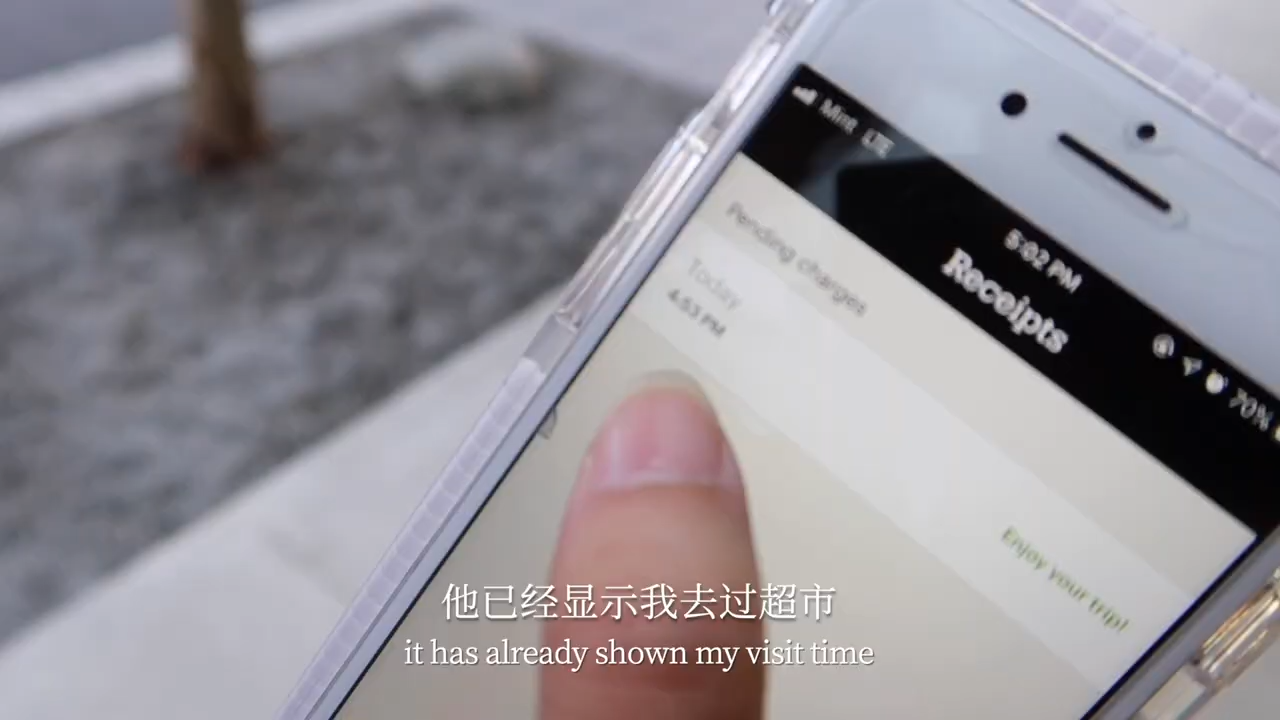 Mint LTE
5:02 PM
70%
Receipts
Pending charges
Today
4:53 PM
Enjoy your trip!
他已经显示我去过超市
it has already shown my visit time